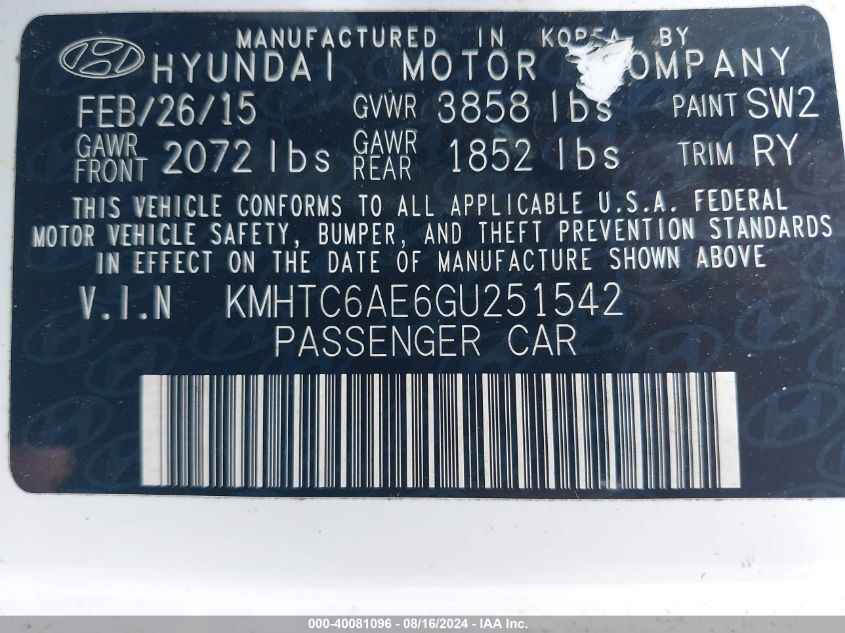 MANUFACTURED IN KOREA BY
HYUNDAI MOTOR COMPANY
FEB/26/15 GVWR 3858 lbs PAINT SW2
GAWR FRONT 2072 lbs GAWR REAR 1852 lbs TRIM RY
THIS VEHICLE CONFORMS TO ALL APPLICABLE U.S.A. FEDERAL
MOTOR VEHICLE SAFETY, BUMPER, AND THEFT PREVENTION STANDARDS
IN EFFECT ON THE DATE OF MANUFACTURE SHOWN ABOVE
V.I.N KMHTC6AE6GU251542
PASSENGER CAR
000-40081096 - 08/16/2024 - IAA Inc.